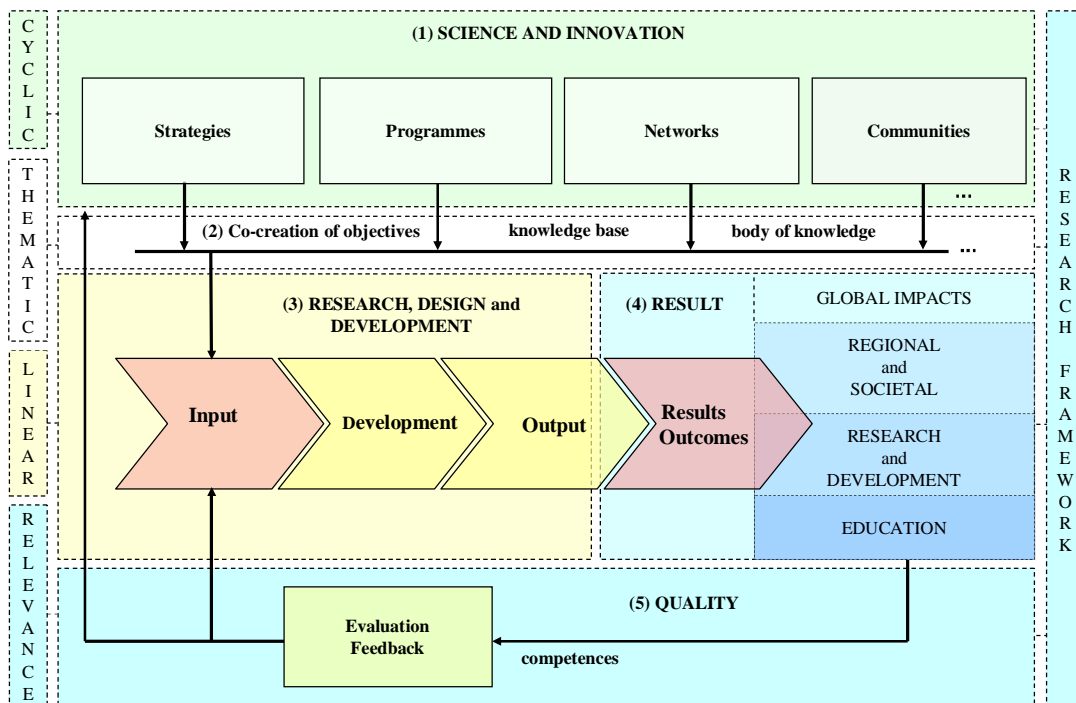 CYCLIC
THEMATIC
LINEAR
RELEVANCE
(1) SCIENCE AND INNOVATION
Strategies
Programmes
Networks
Communities
...
(2) Co-creation of objectives
knowledge base
body of knowledge
...
(3) RESEARCH, DESIGN and
DEVELOPMENT
Input
Development
Output
(4) RESULT
Results
Outcomes
GLOBAL IMPACTS
REGIONAL
and
SOCIETAL
RESEARCH
and
DEVELOPMENT
EDUCATION
(5) QUALITY
Evaluation
Feedback
competences
RESEARCH FRAMEWORK